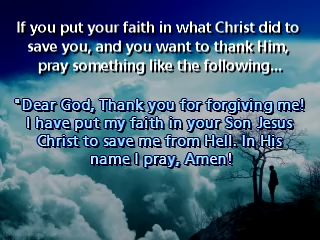 If you put your faith in what Christ did to
save you, and you want to thank Him,
pray something like the following...
"Dear God, Thank you for forgiving me!
I have put my faith in your Son Jesus
Christ to save me from Hell. In His
name I pray, Amen!